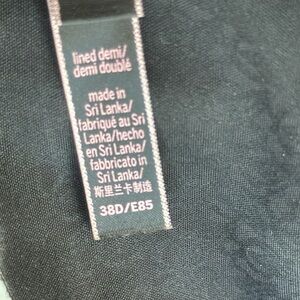 lined demi/
demi doublé
made in
Sri Lanka/
fabriqué au Sri
Lanka/hecho
en Sri Lanka/
fabbricato in
Sri Lanka/
斯里兰卡制造
38D/E85